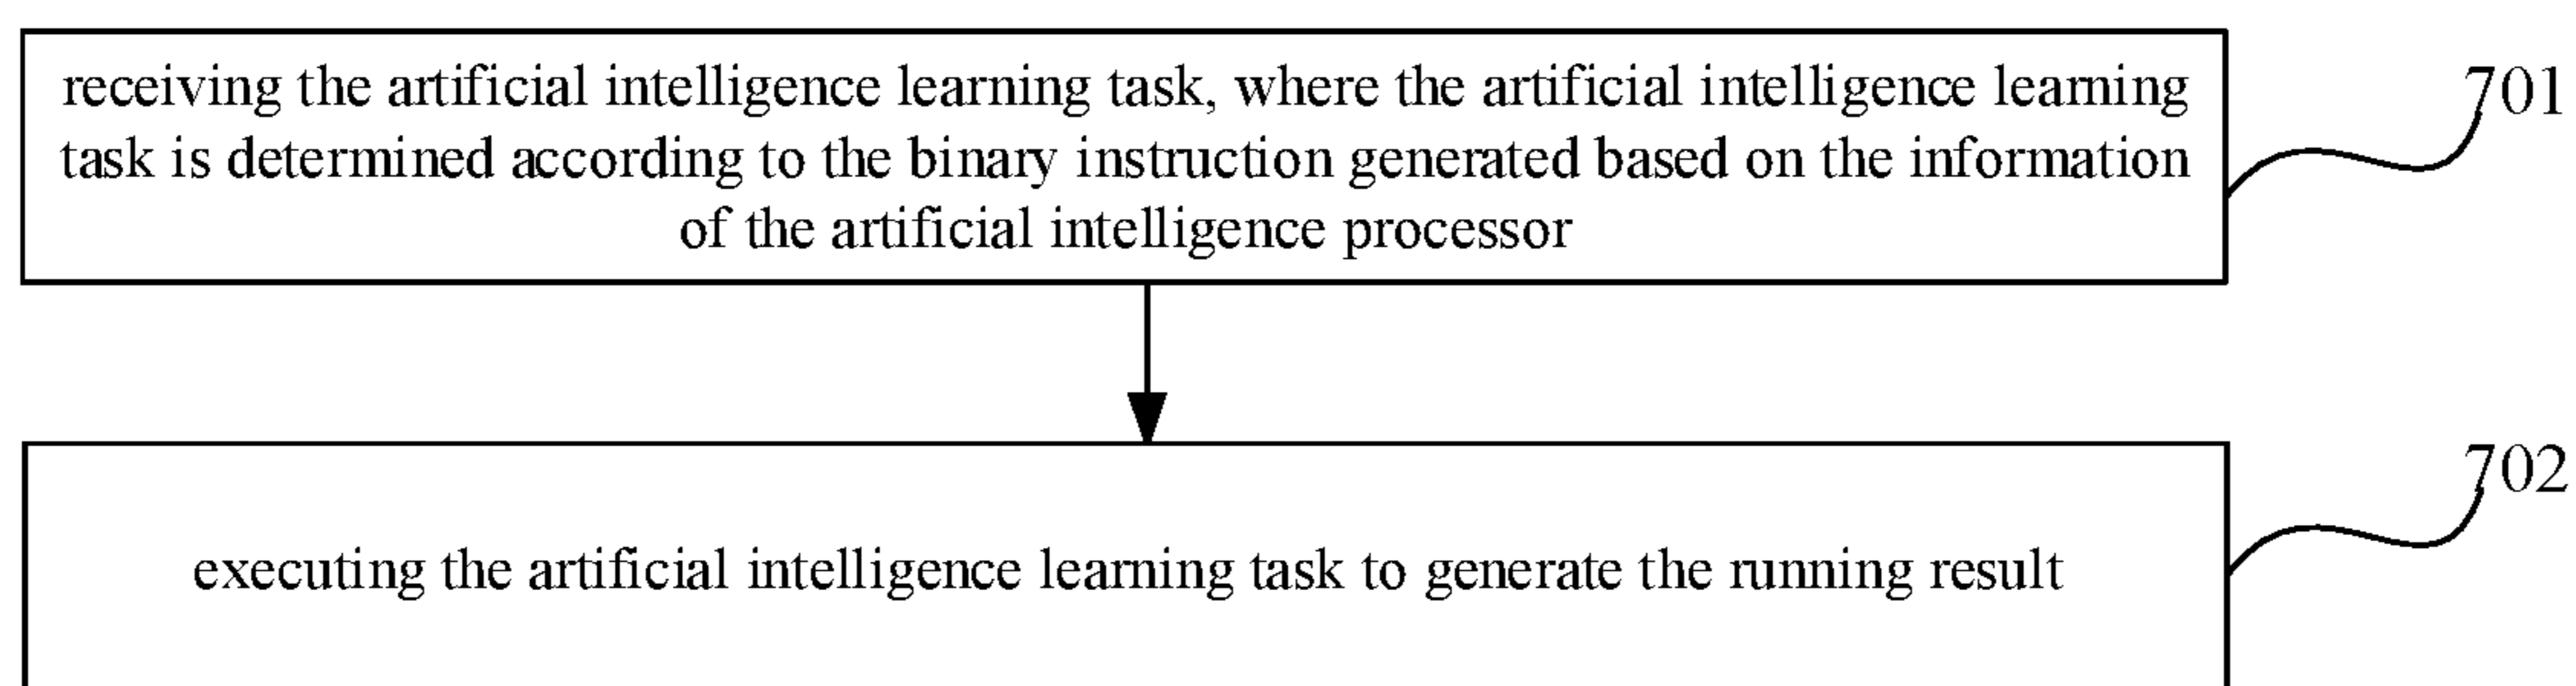 receiving the artificial intelligence learning task, where the artificial intelligence learning
701
task is determined according to the binary instruction generated based on the information
of the artificial intelligence processor
702
executing the artificial intelligence learning task to generate the running result